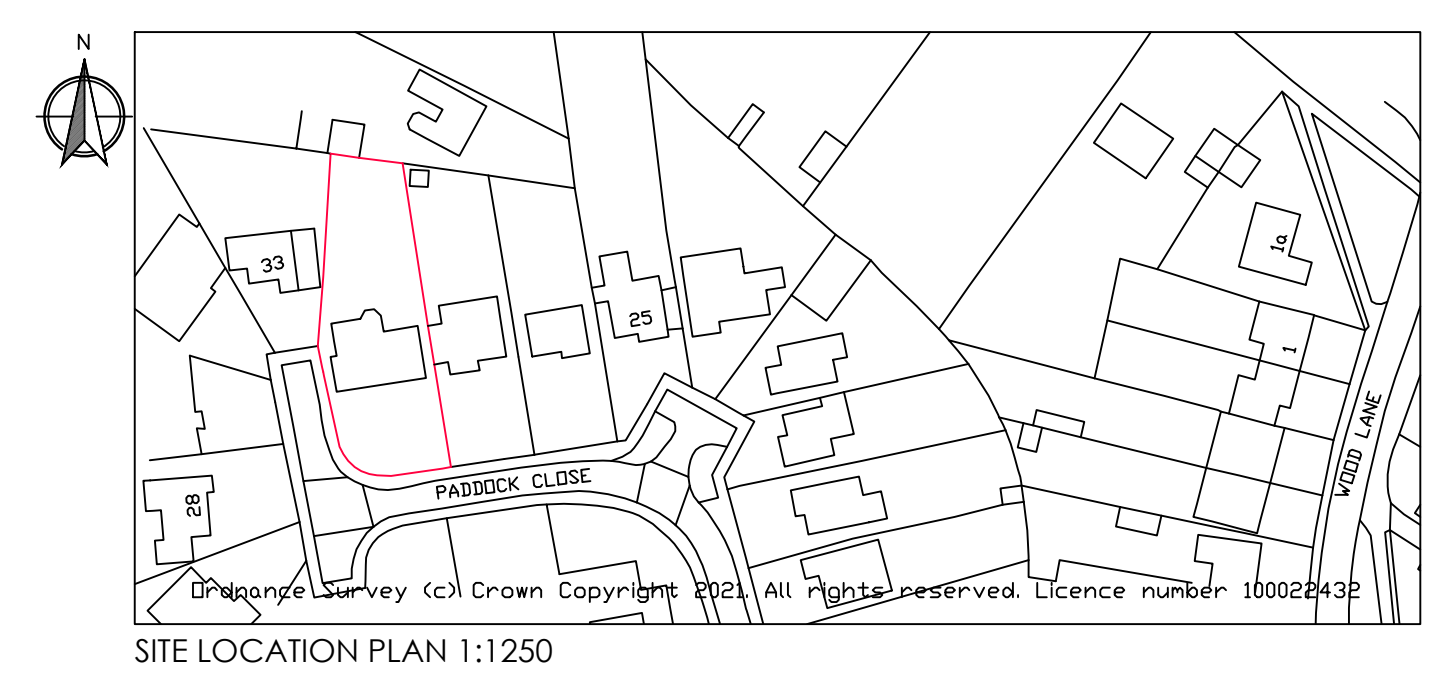 N
33
25
1a
1
WOOD LANE
PADDOCK CLOSE
28
Ordnance Survey (c) Crown Copyright 2021. All rights reserved. Licence number 100022432
SITE LOCATION PLAN 1:1250